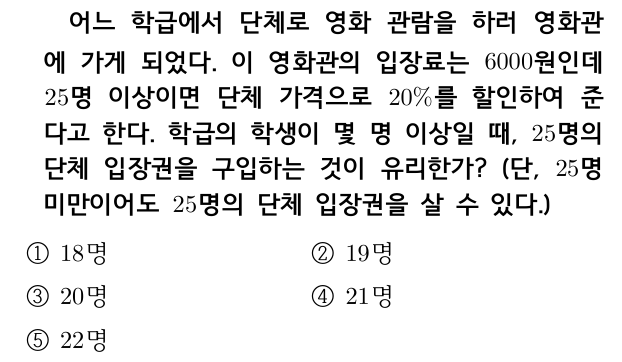 어느 학급에서 단체로 영화 관람을 하러 영화관
에 가게 되었다. 이 영화관의 입장료는 6000원인데
25명 이상이면 단체 가격으로 20%를 할인하여 준
다고 한다. 학급의 학생이 몇 명 이상일 때, 25명의
단체 입장권을 구입하는 것이 유리한가? (단, 25명
미만이어도 25명의 단체 입장권을 살 수 있다.)
① 18명 ② 19명
③ 20명 ④ 21명
⑤ 22명